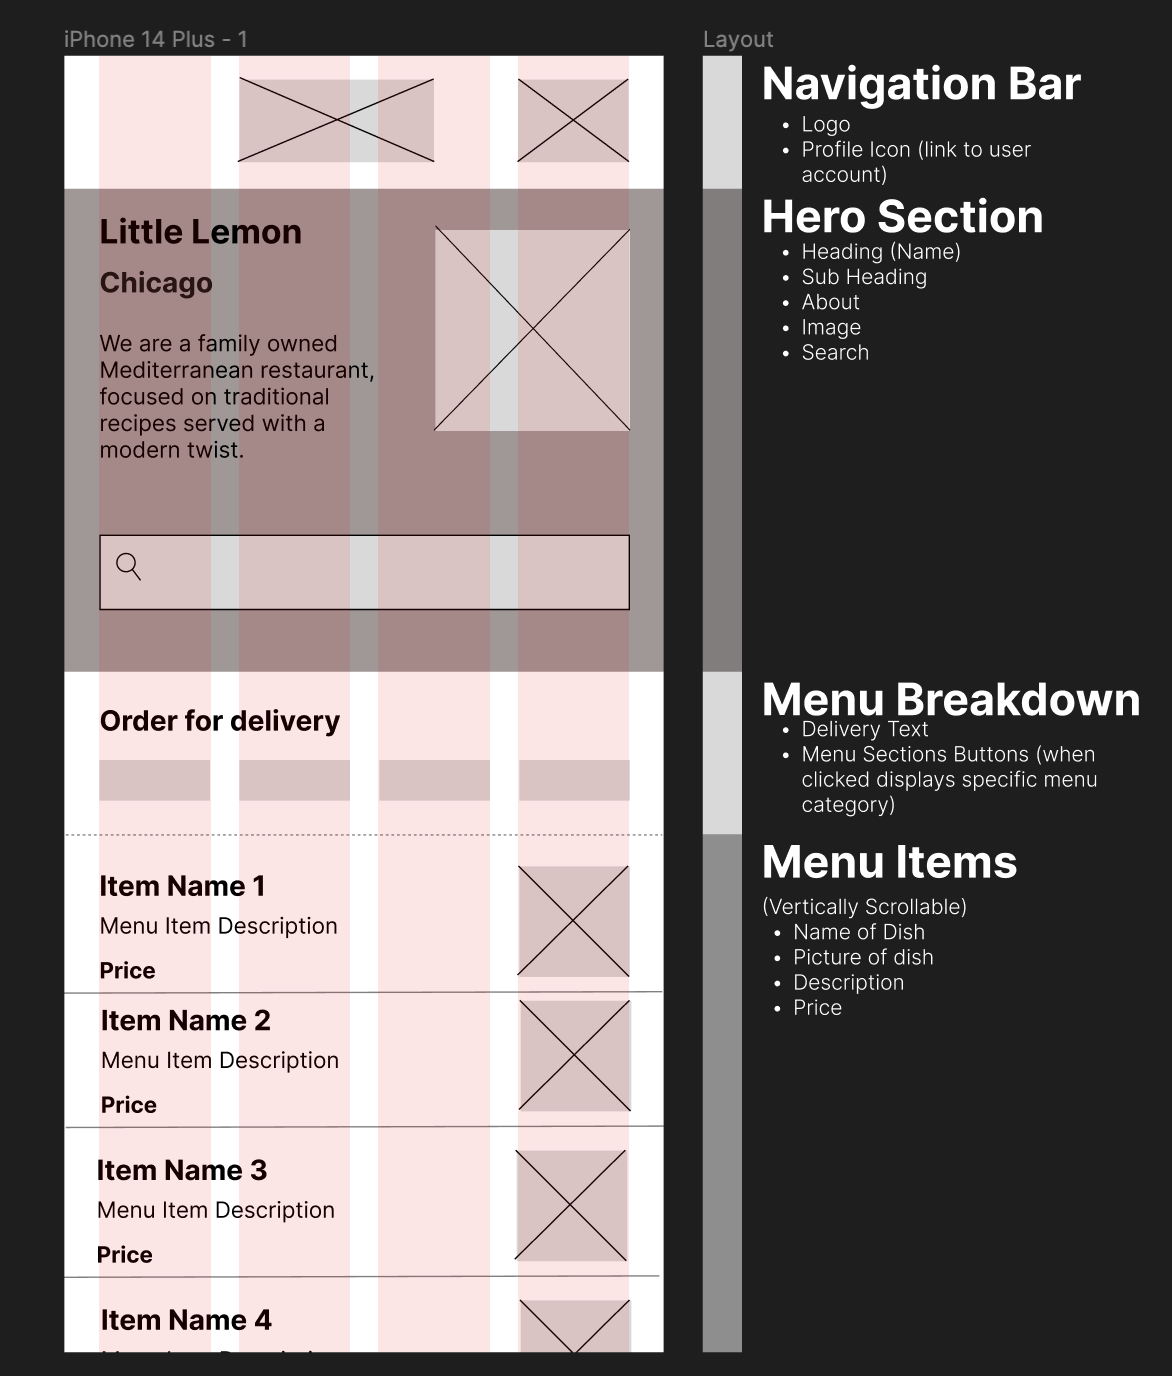 iPhone 14 Plus - 1
Little Lemon
Chicago
We are a family owned
Mediterranean restaurant,
focused on traditional
recipes served with a
modern twist.
Order for delivery
Item Name 1
Menu Item Description
Price
Item Name 2
Menu Item Description
Price
Item Name 3
Menu Item Description
Price
Item Name 4
Layout
Navigation Bar
• Logo
• Profile Icon (link to user
account)
Hero Section
• Heading (Name)
• Sub Heading
• About
• Image
• Search
Menu Breakdown
• Delivery Text
• Menu Sections Buttons (when
clicked displays specific menu
category)
Menu Items
(Vertically Scrollable)
• Name of Dish
• Picture of dish
• Description
• Price